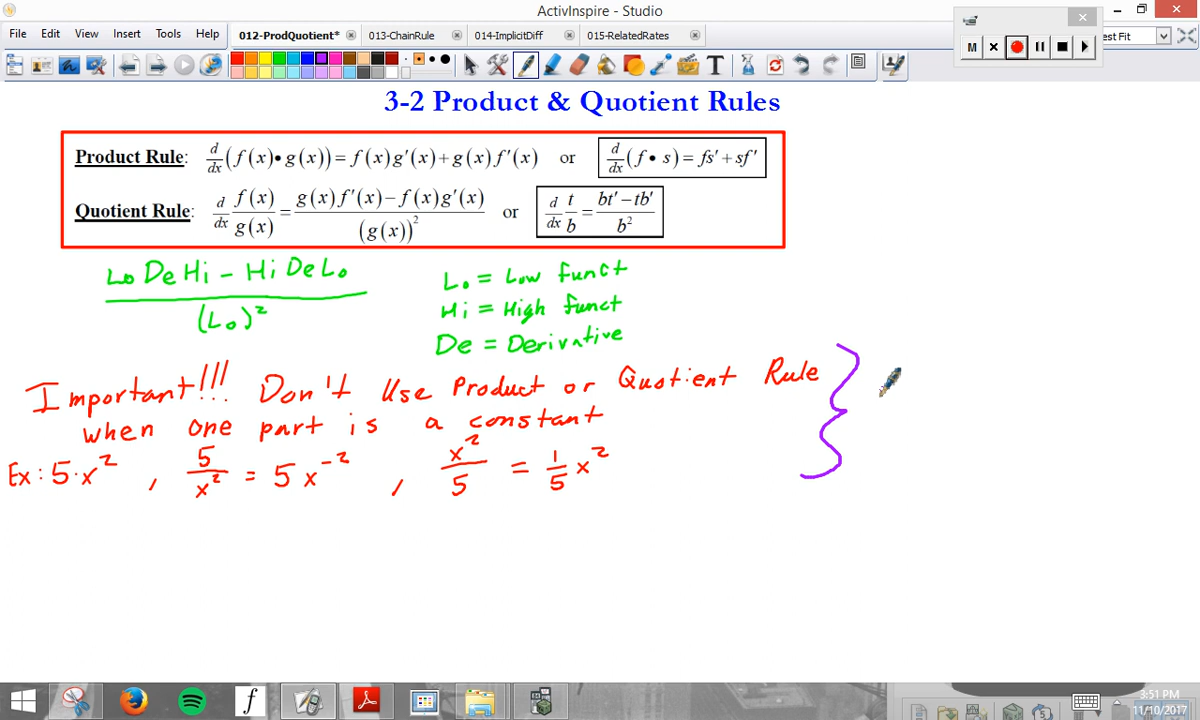 ActivInspire - Studio
File Edit View Insert Tools Help 012-ProdQuotient* 013-ChainRule 014-ImplicitDiff 015-RelatedRates est Fit
M
T
3-2 Product & Quotient Rules
Product Rule: d/dx (f(x)•g(x)) = f(x)g'(x)+g(x)f'(x) or d/dx (f•s) = fs'+sf'
Quotient Rule: d/dx f(x)/g(x) = g(x)f'(x)−f(x)g'(x)/(g(x))² or d/dx t/b = bt'−tb'/b²
Lo De Hi - Hi De Lo
(Lo)²
Lo = Low funct
Hi = High funct
De = Derivative
Important!!! Don't Use Product or Quotient Rule
when one part is a constant
Ex: 5·x² , 5/x² = 5x⁻² , x²/5 = 1/5 x²
f
3:51 PM
11/10/2017